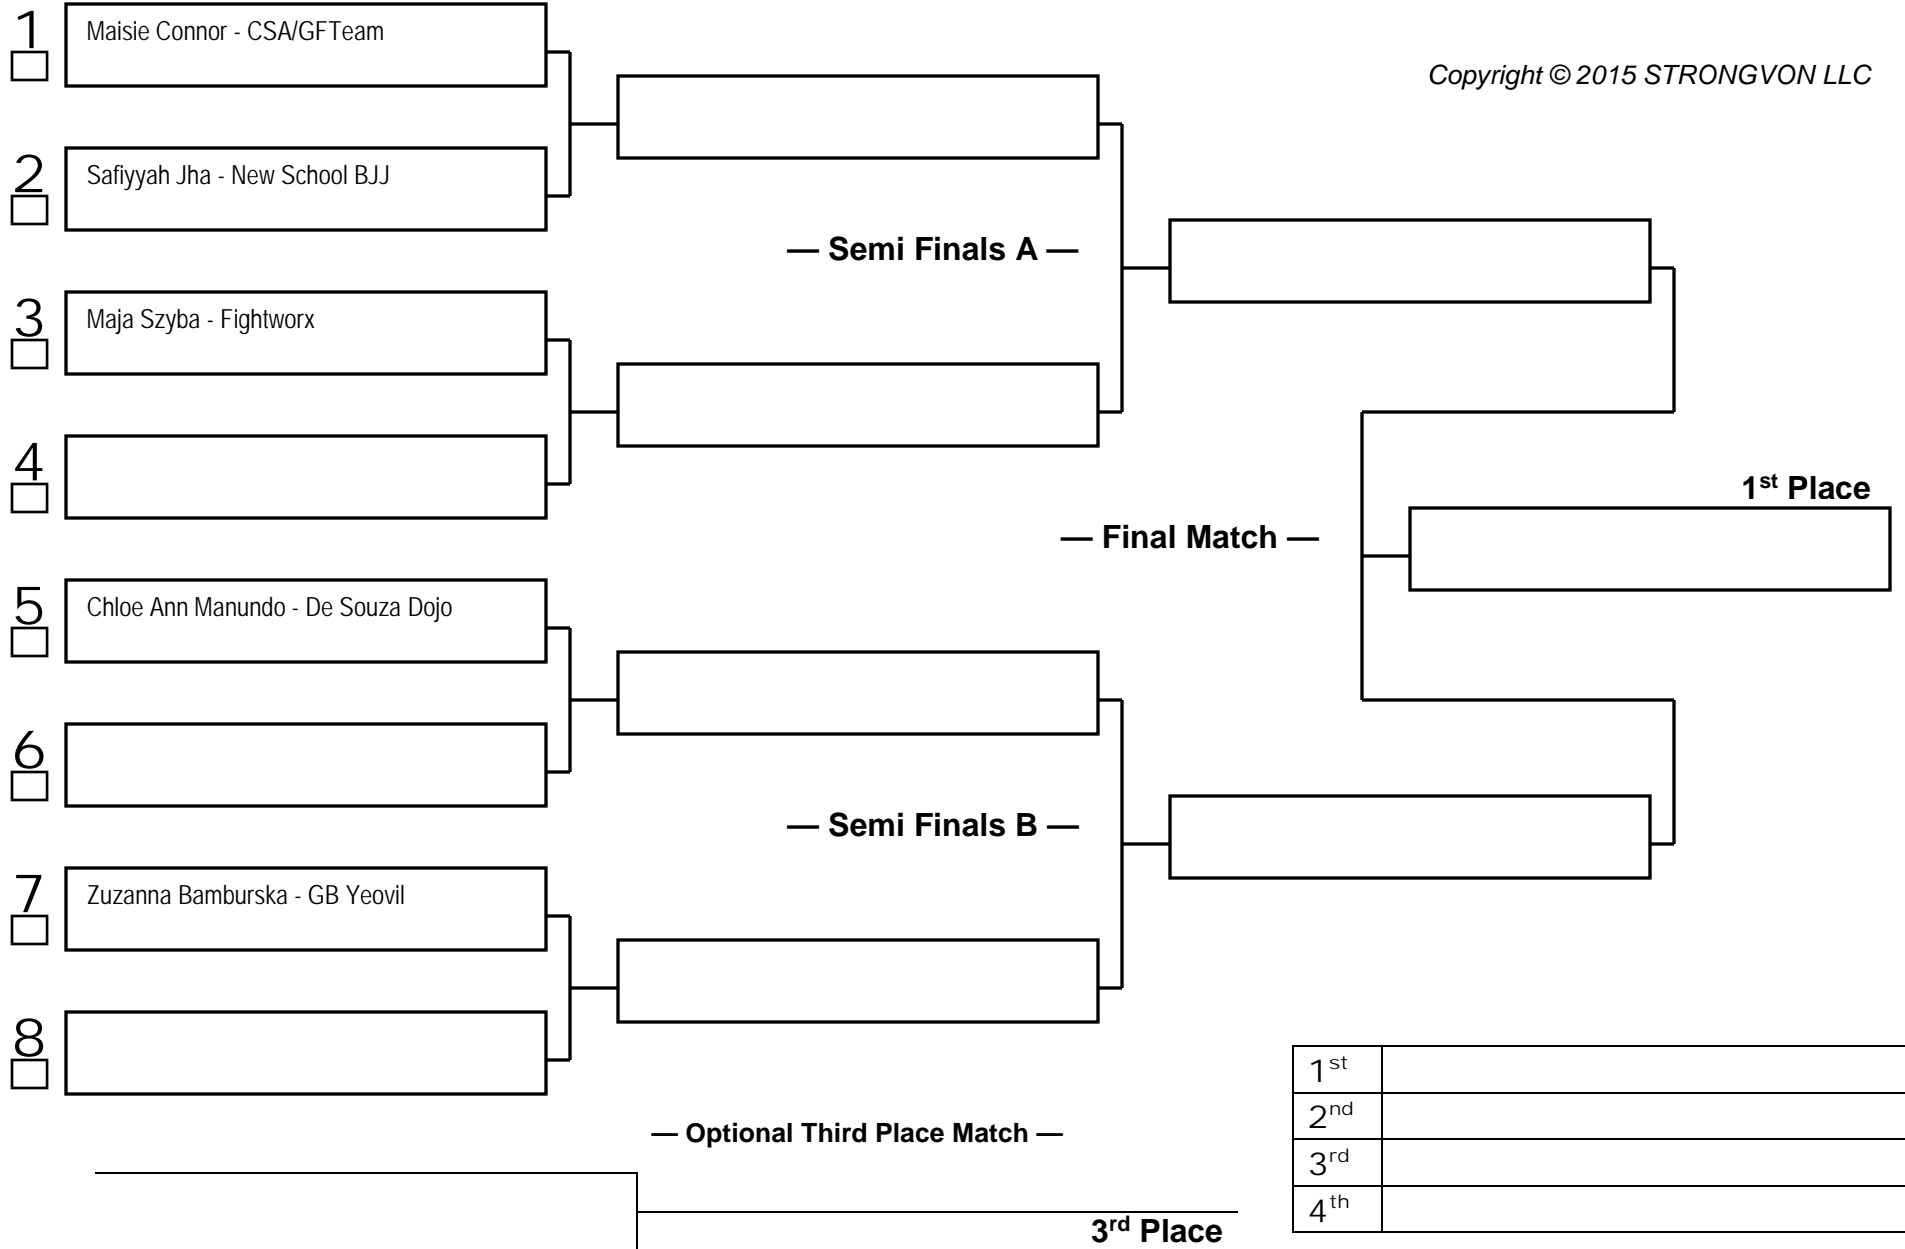 1
Maisie Connor - CSA/GFTeam
Copyright © 2015 STRONGVON LLC
2
Safiyyah Jha - New School BJJ
— Semi Finals A —
3
Maja Szyba - Fightworx
4
1st Place
— Final Match —
5
Chloe Ann Manundo - De Souza Dojo
6
— Semi Finals B —
7
Zuzanna Bamburska - GB Yeovil
8
— Optional Third Place Match —
3rd Place
1st
2nd
3rd
4th